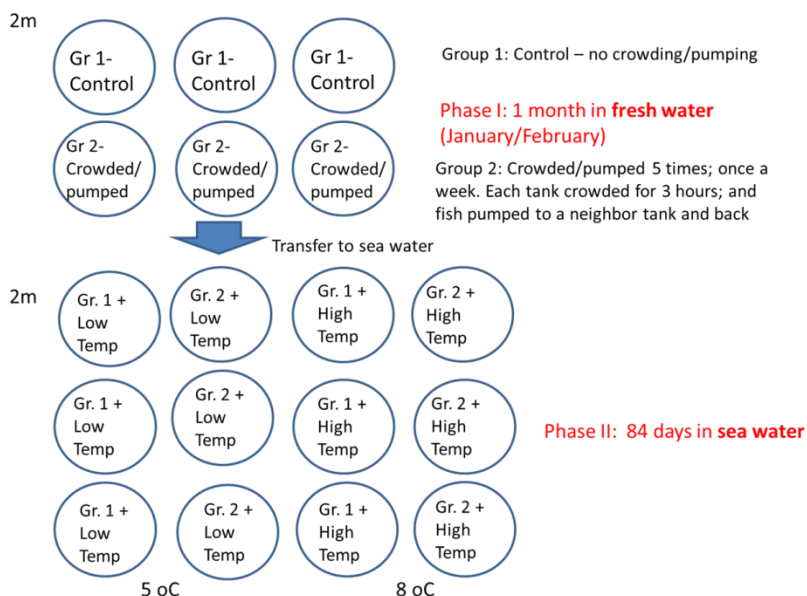 2m
Gr 1-
Control
Gr 1-
Control
Gr 1-
Control
Group 1: Control – no crowding/pumping
Phase I: 1 month in fresh water
(January/February)
Gr 2-
Crowded/
pumped
Gr 2-
Crowded/
pumped
Gr 2-
Crowded/
pumped
Group 2: Crowded/pumped 5 times; once a
week. Each tank crowded for 3 hours; and
fish pumped to a neighbor tank and back
Transfer to sea water
2m
Gr. 1 +
Low
Temp
Gr. 2 +
Low
Temp
Gr. 1 +
High
Temp
Gr. 2 +
High
Temp
Gr. 1 +
Low
Temp
Gr. 2 +
Low
Temp
Gr. 1 +
High
Temp
Gr. 2 +
High
Temp
Phase II: 84 days in sea water
Gr. 1 +
Low
Temp
Gr. 2 +
Low
Temp
Gr. 1 +
High
Temp
Gr. 2 +
High
Temp
5 oC
8 oC